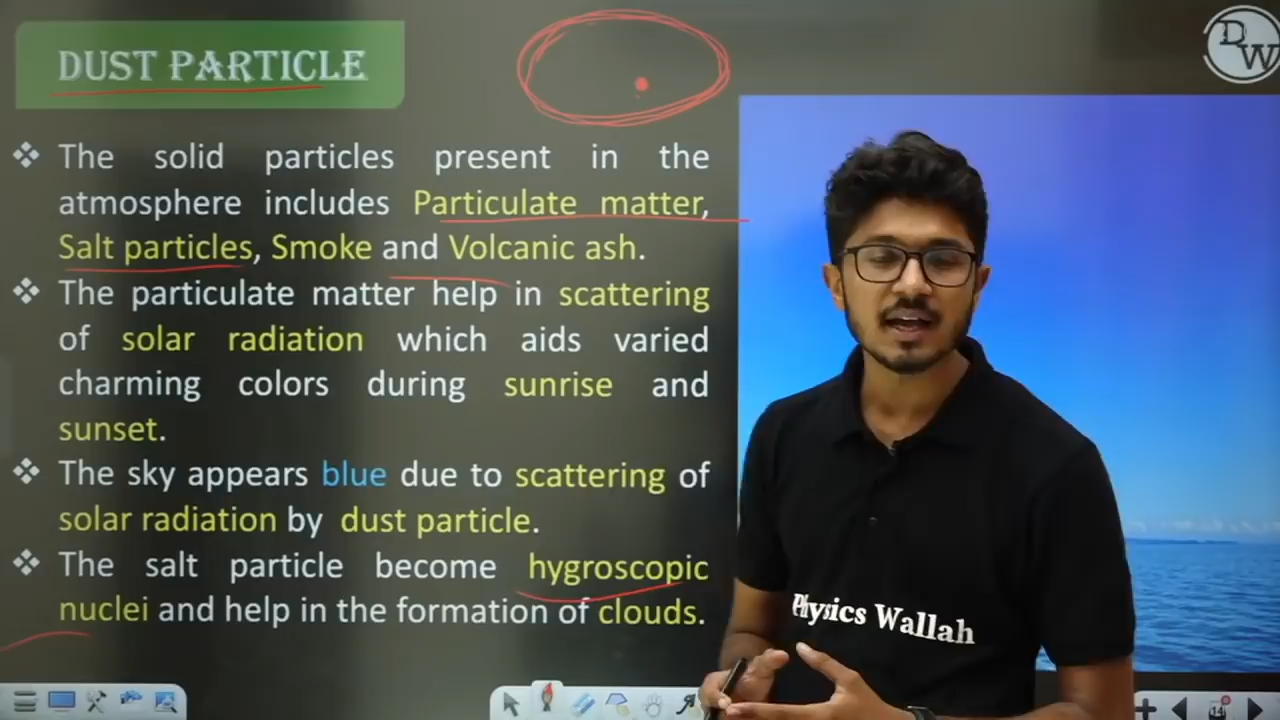 DUST PARTICLE
DW
❖ The solid particles present in the
atmosphere includes Particulate matter,
Salt particles, Smoke and Volcanic ash.
❖ The particulate matter help in scattering
of solar radiation which aids varied
charming colors during sunrise and
sunset.
❖ The sky appears blue due to scattering of
solar radiation by dust particle.
❖ The salt particle become hygroscopic
nuclei and help in the formation of clouds.
Physics Wallah